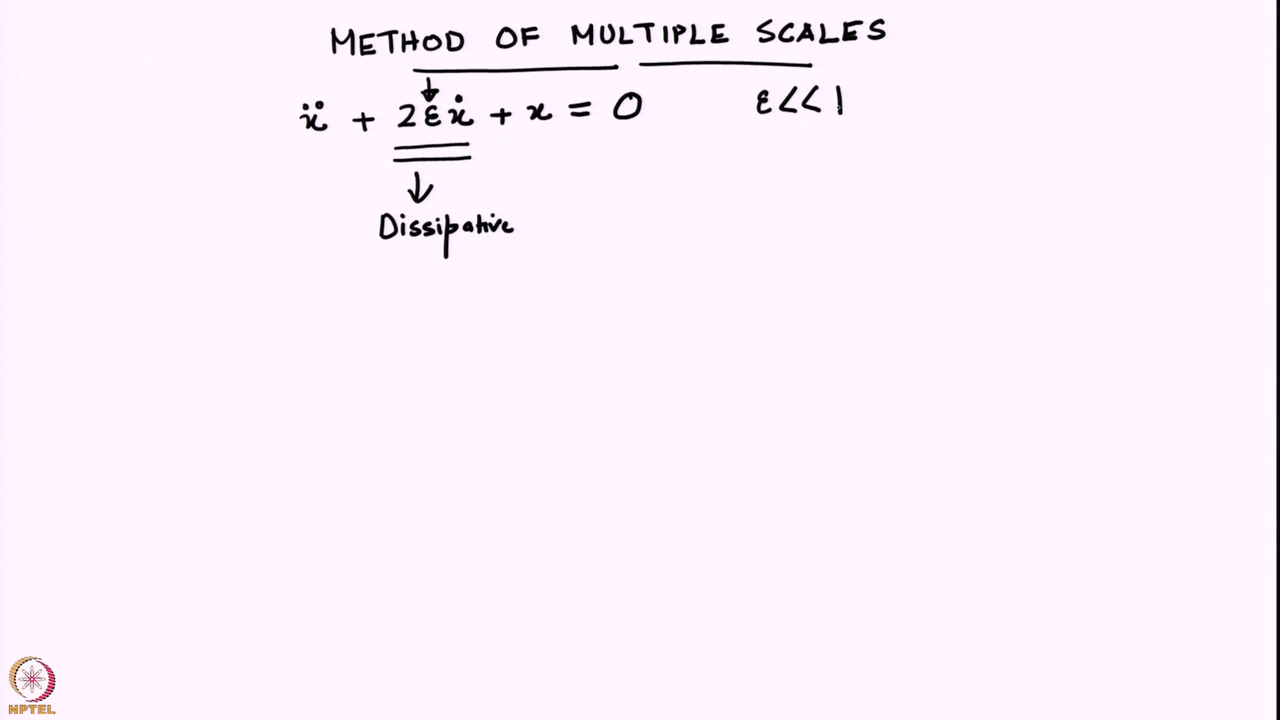 METHOD OF MULTIPLE SCALES
ẍ + 2εẋ + x = 0 ε << 1
Dissipative
NPTEL